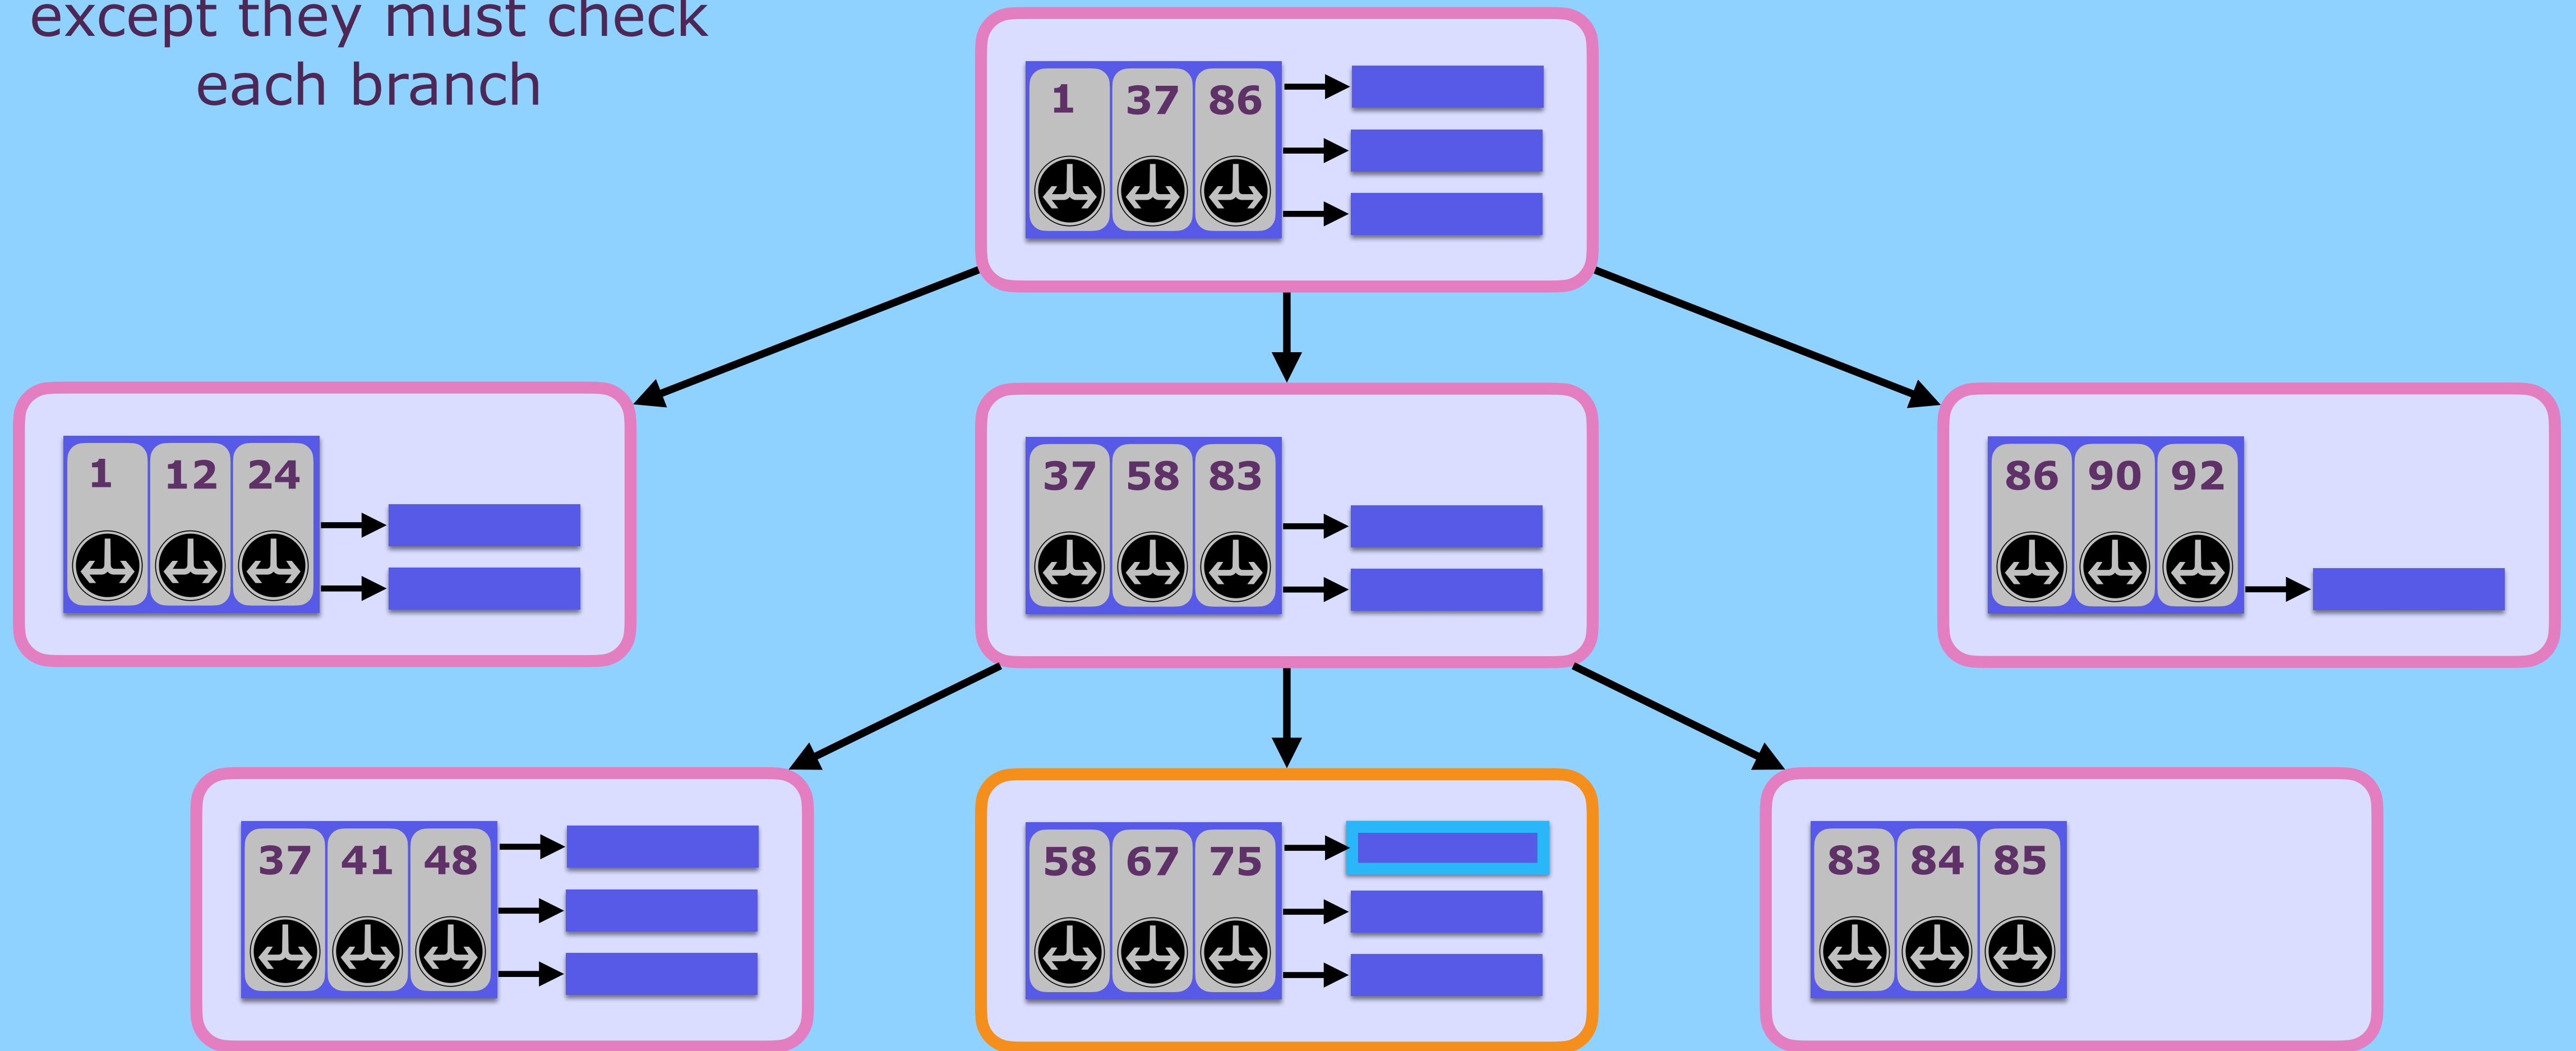 except they must check
each branch
1 37 86
1 12 24
37 58 83
86 90 92
37 41 48
58 67 75
83 84 85